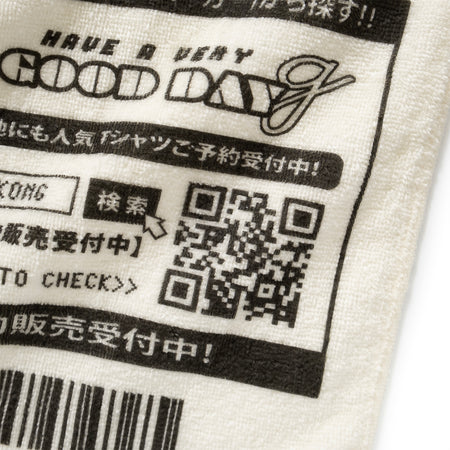 から探す!!
HAVE A VERY
GOOD DAY g
にも人気Tシャツご予約受付中!
KONG
検索
販売受付中】
TO CHECK>>
販売受付中!